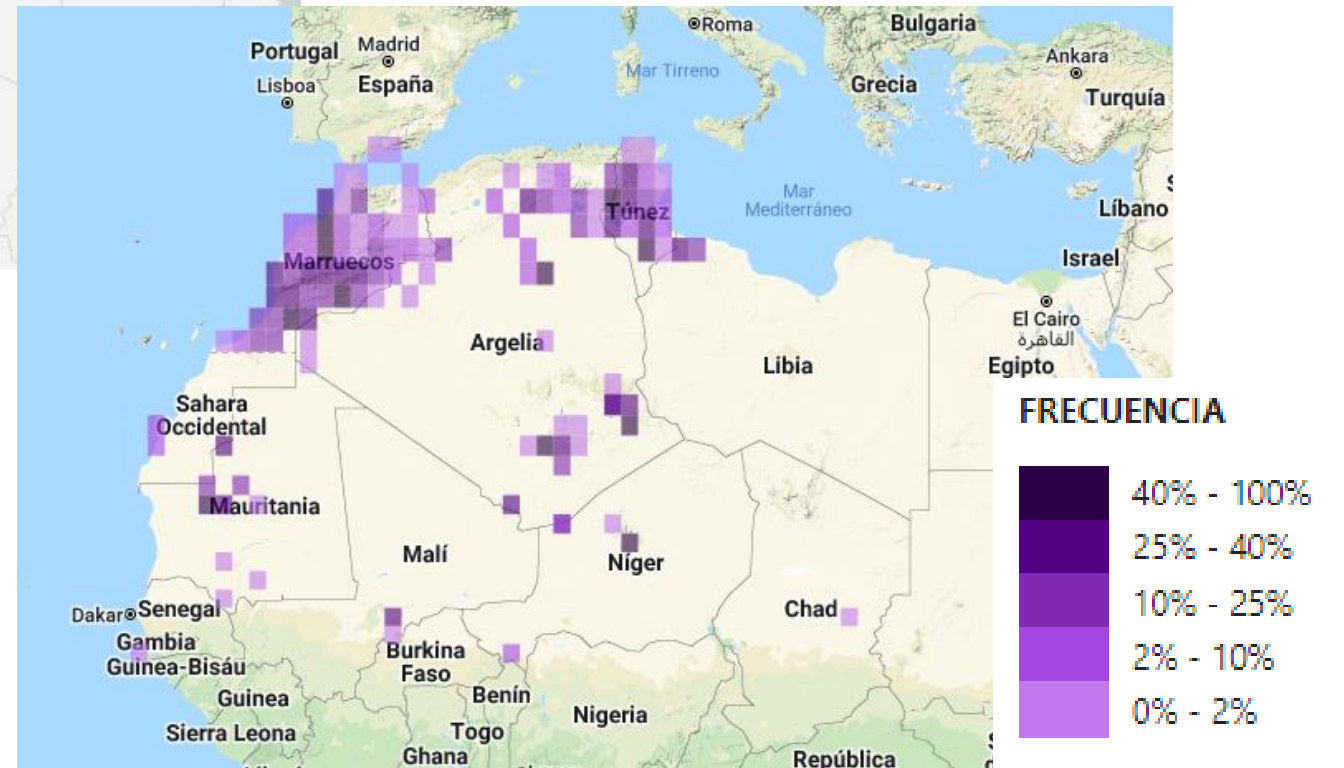 Roma
Bulgaria
Portugal
Madrid
Ankara
Mar Tirreno
España
Grecia
Lisboa
Turquía
Mar
Mediterráneo
Túnez
Líbano
Marruecos
Israel
El Cairo
القاهرة
Argelia
Libia
Egipto
Sahara
Occidental
FRECUENCIA
40% - 100%
Mauritania
25% - 40%
Malí
Níger
10% - 25%
Dakar
Senegal
Chad
Gambia
Burkina
Faso
2% - 10%
Guinea-Bisáu
Guinea
Benín
Nigeria
0% - 2%
Sierra Leona
Togo
Ghana
República